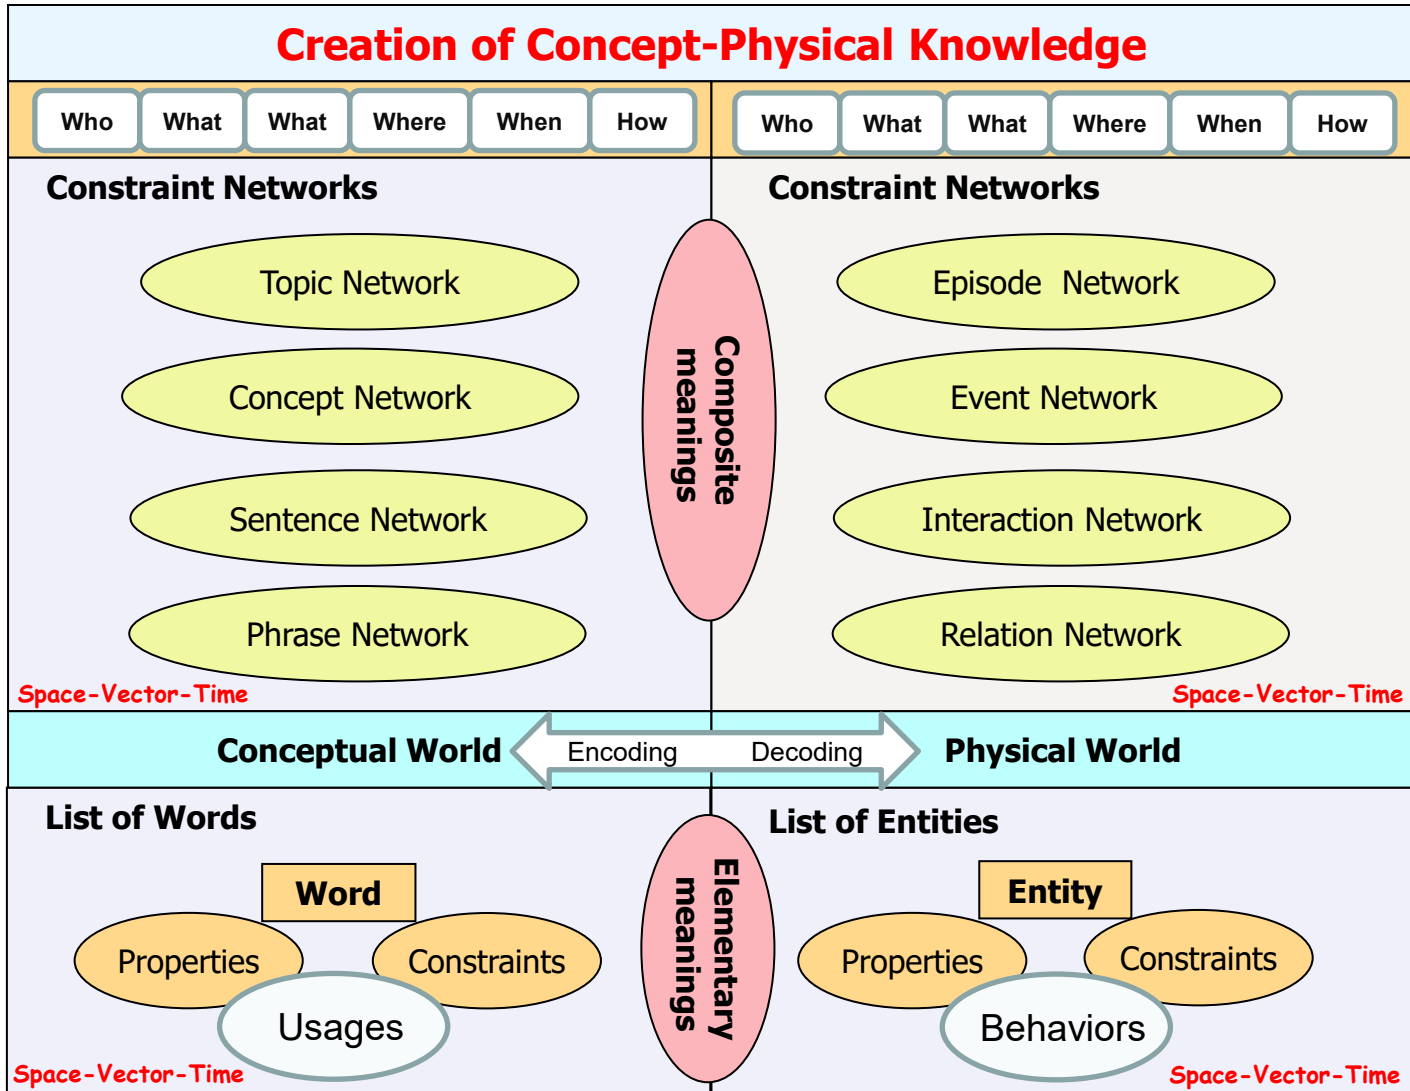 Creation of Concept-Physical Knowledge
Who What What Where When How
Who What What Where When How
Constraint Networks
Topic Network
Concept Network
Sentence Network
Phrase Network
Space-Vector-Time
Composite
meanings
Constraint Networks
Episode Network
Event Network
Interaction Network
Relation Network
Space-Vector-Time
Conceptual World
Encoding
Decoding
Physical World
List of Words
Word
Properties
Constraints
Usages
Space-Vector-Time
Elementary
meanings
List of Entities
Entity
Properties
Constraints
Behaviors
Space-Vector-Time